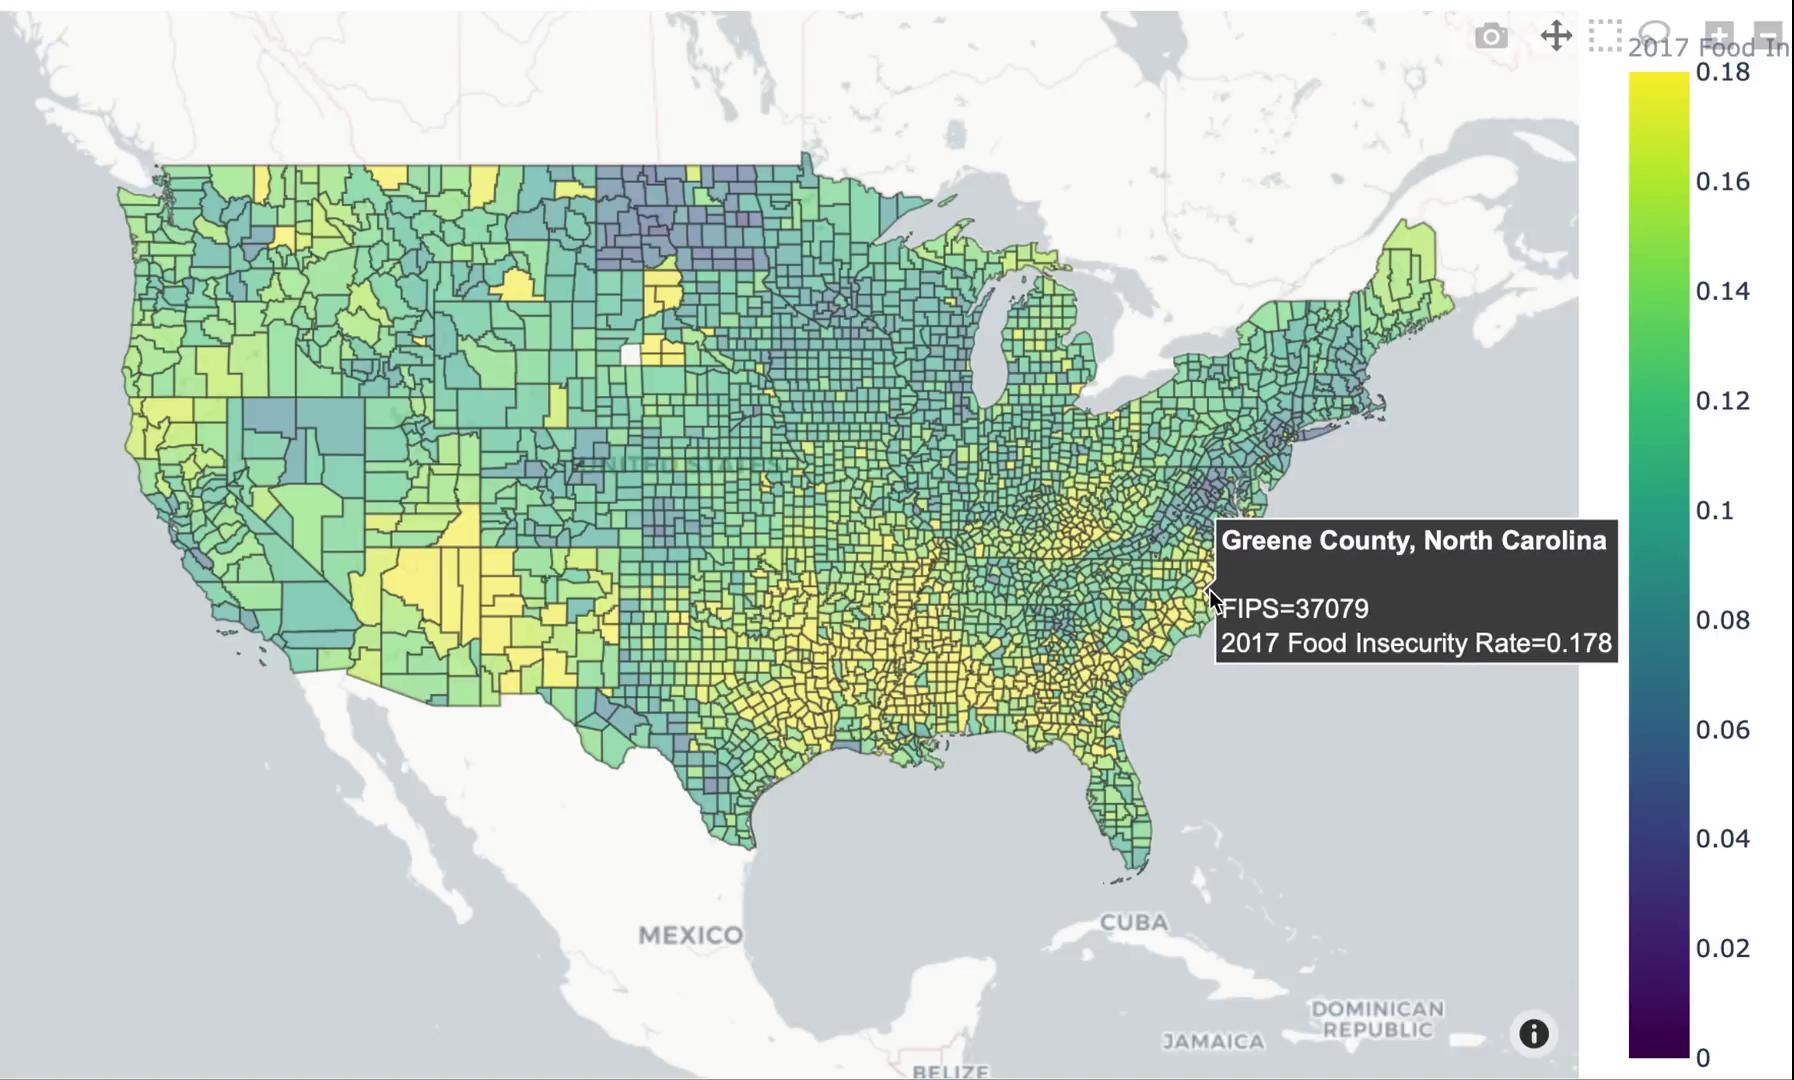 2017 Food In
0.18
0.16
0.14
0.12
0.1
0.08
0.06
0.04
0.02
0
UNITED STATES
Greene County, North Carolina
FIPS=37079
2017 Food Insecurity Rate=0.178
MEXICO
CUBA
DOMINICAN
REPUBLIC
JAMAICA
BELIZE